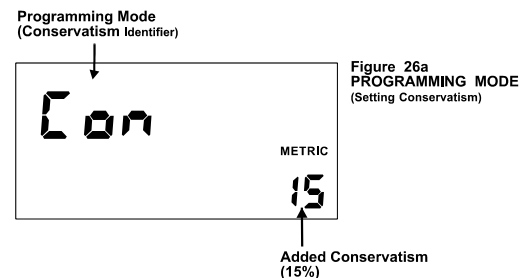 Programming Mode
(Conservatism Identifier)
Figure 26a
PROGRAMMING MODE
(Setting Conservatism)
Con
METRIC
15
Added Conservatism
(15%)